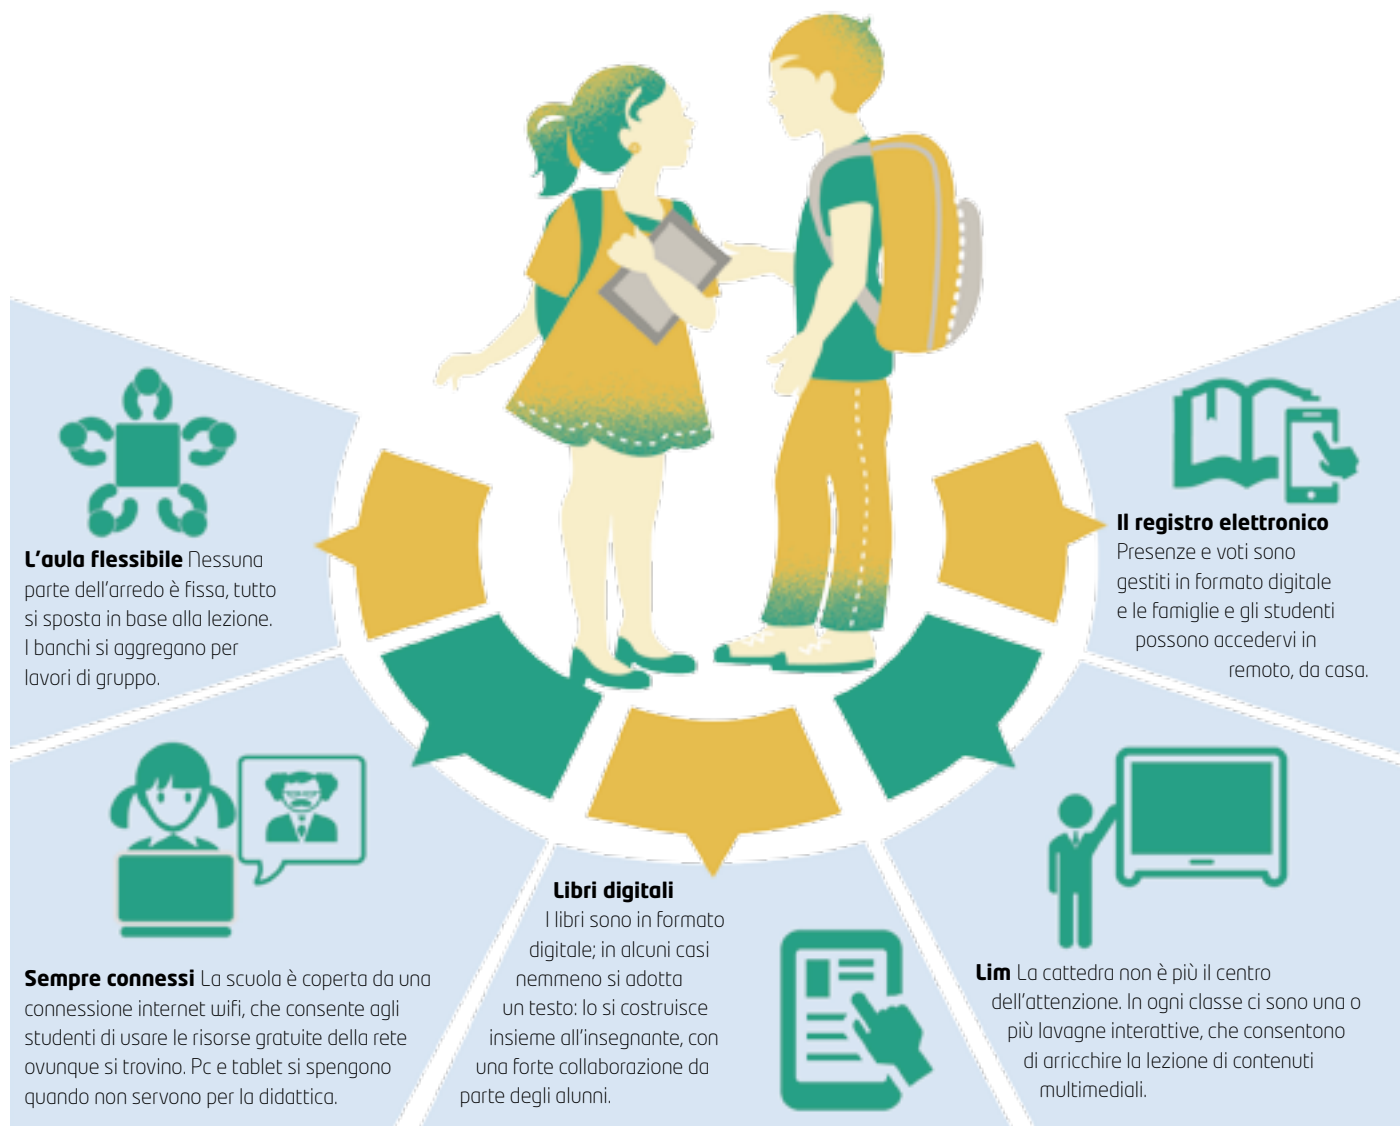 L'aula flessibile Nessuna
parte dell'arredo è fissa, tutto
si sposta in base alla lezione.
I banchi si aggregano per
lavori di gruppo.
Sempre connessi La scuola è coperta da una
connessione internet wifi, che consente agli
studenti di usare le risorse gratuite della rete
ovunque si trovino. Pc e tablet si spengono
quando non servono per la didattica.
Libri digitali
I libri sono in formato
digitale; in alcuni casi
nemmeno si adotta
un testo: lo si costruisce
insieme all'insegnante, con
una forte collaborazione da
parte degli alunni.
Lim La cattedra non è più il centro
dell'attenzione. In ogni classe ci sono una o
più lavagne interattive, che consentono
di arricchire la lezione di contenuti
multimediali.
Il registro elettronico
Presenze e voti sono
gestiti in formato digitale
e le famiglie e gli studenti
possono accedervi in
remoto, da casa.